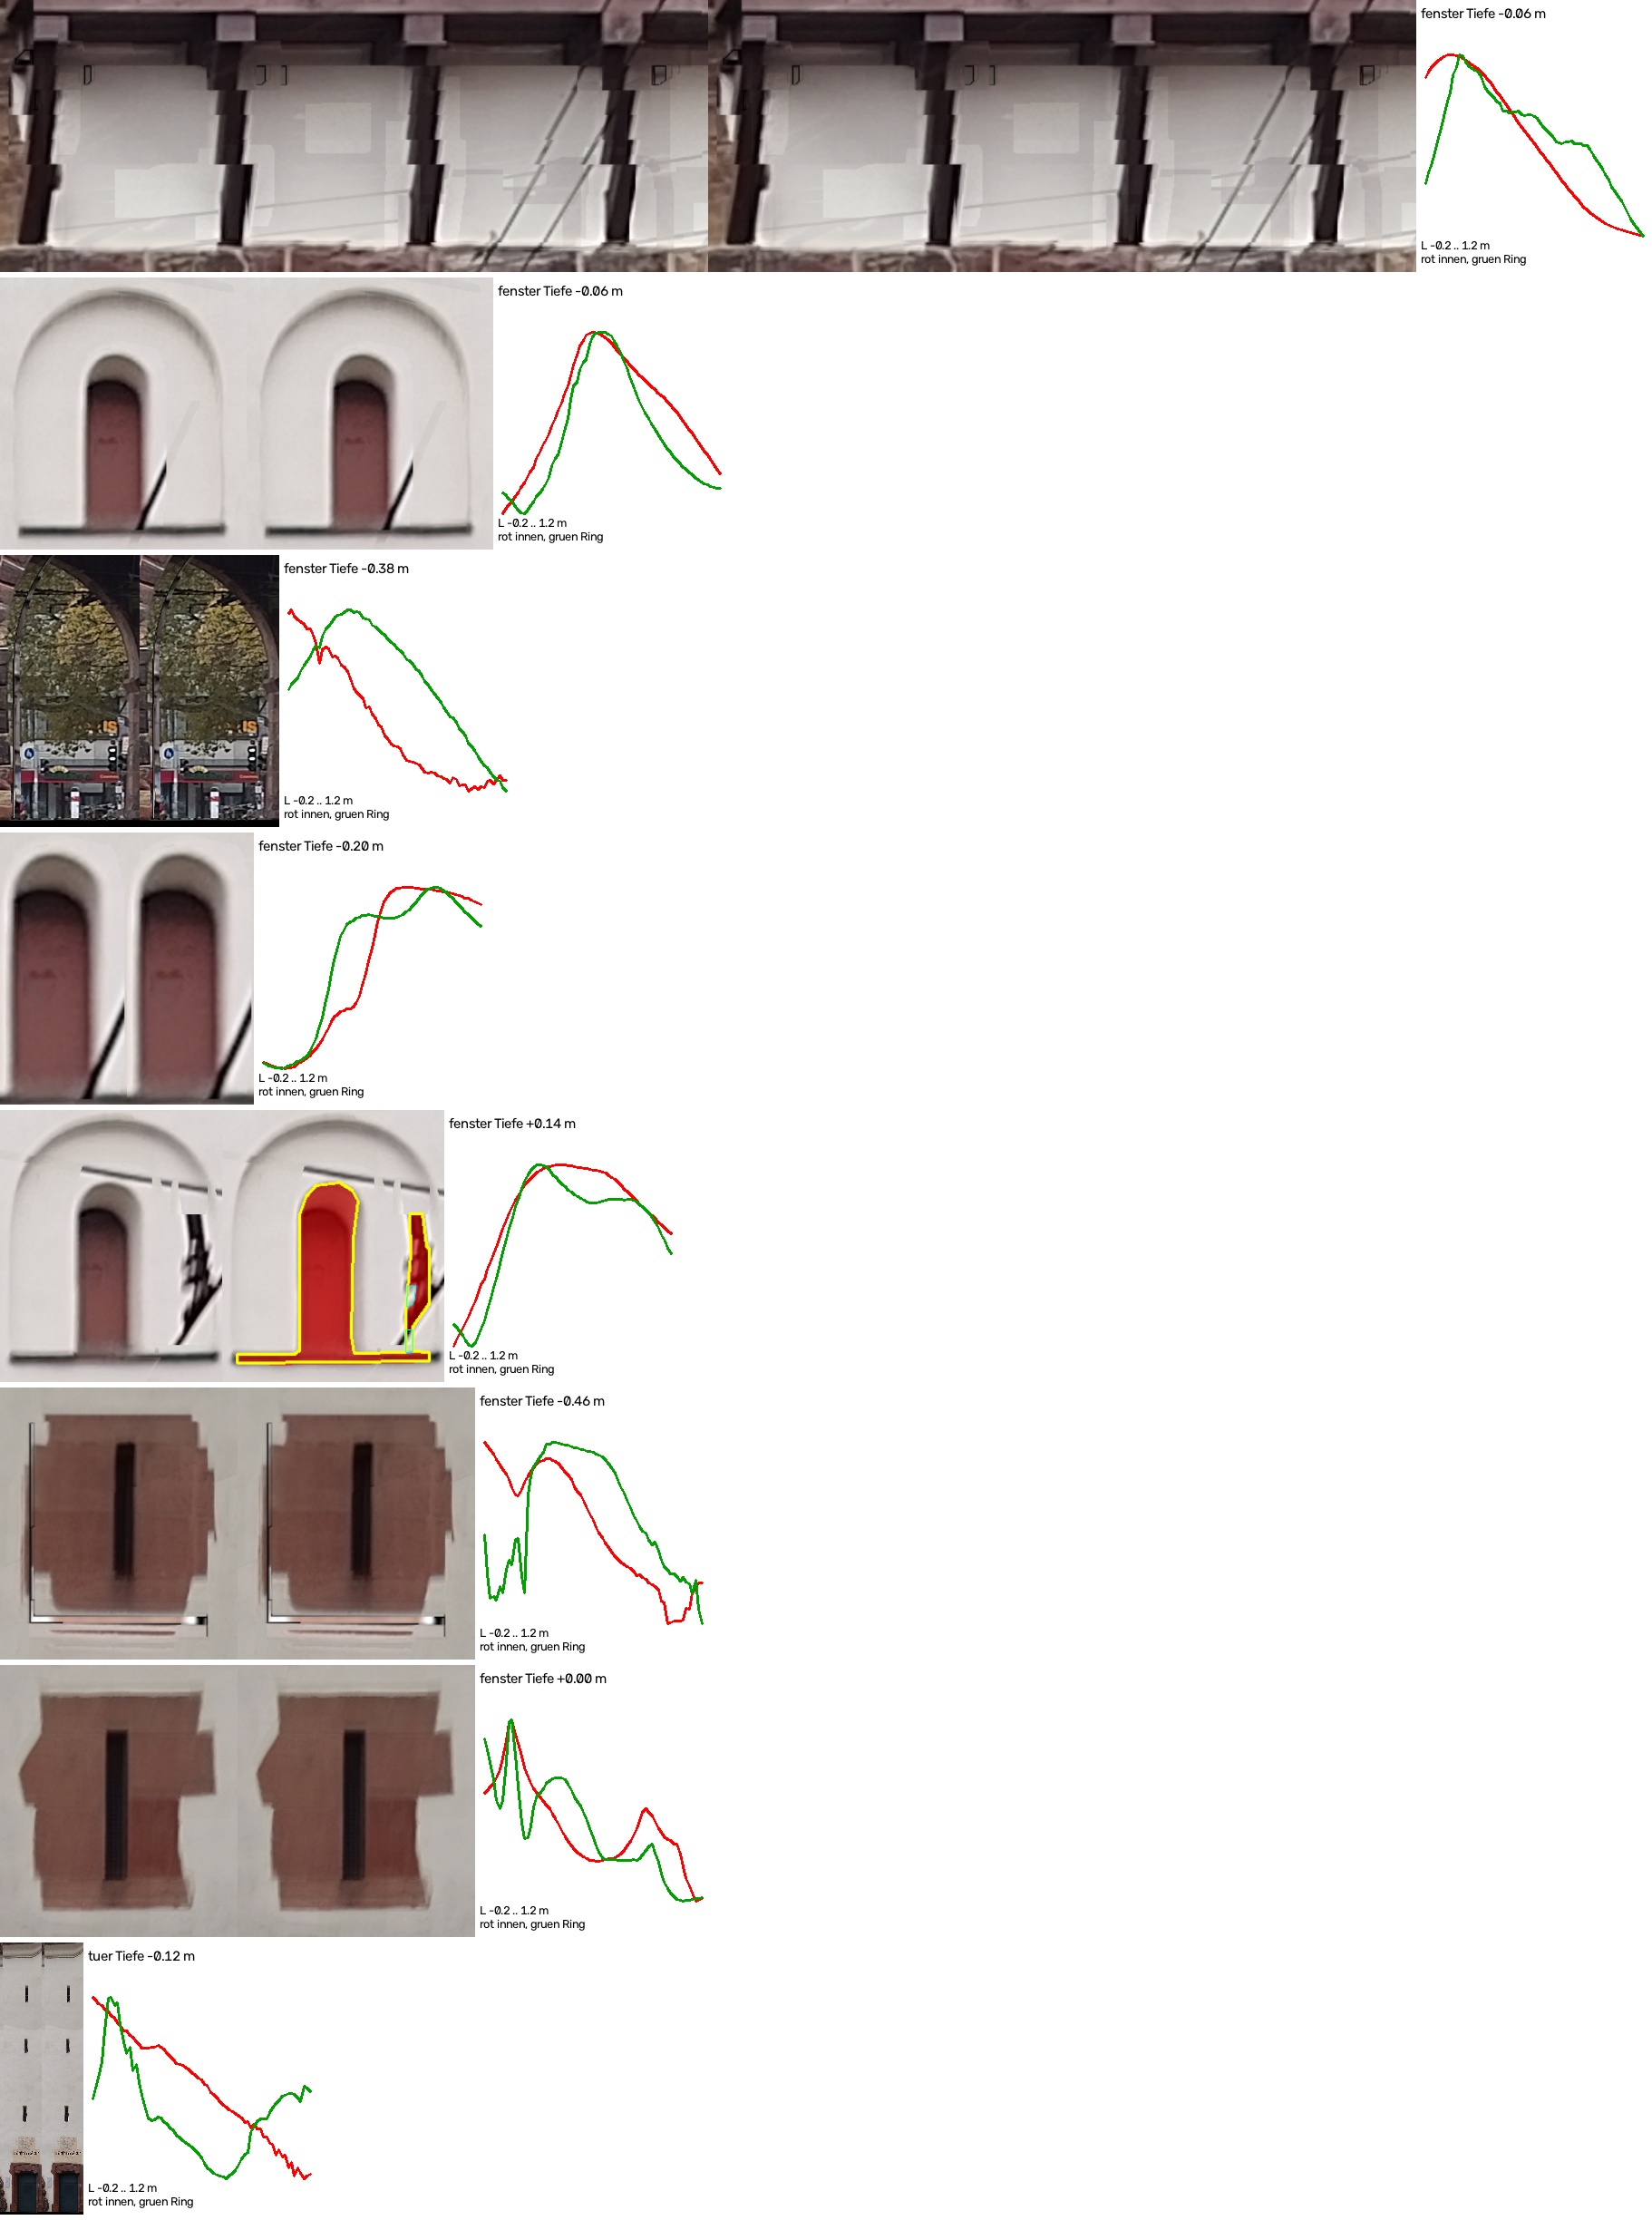 fenster Tiefe -0.06 m
L -0.2 .. 1.2 m
rot innen, gruen Ring
fenster Tiefe -0.06 m
L -0.2 .. 1.2 m
rot innen, gruen Ring
fenster Tiefe -0.38 m
L -0.2 .. 1.2 m
rot innen, gruen Ring
fenster Tiefe -0.20 m
L -0.2 .. 1.2 m
rot innen, gruen Ring
fenster Tiefe +0.14 m
L -0.2 .. 1.2 m
rot innen, gruen Ring
fenster Tiefe -0.46 m
L -0.2 .. 1.2 m
rot innen, gruen Ring
fenster Tiefe +0.00 m
L -0.2 .. 1.2 m
rot innen, gruen Ring
tuer Tiefe -0.12 m
L -0.2 .. 1.2 m
rot innen, gruen Ring